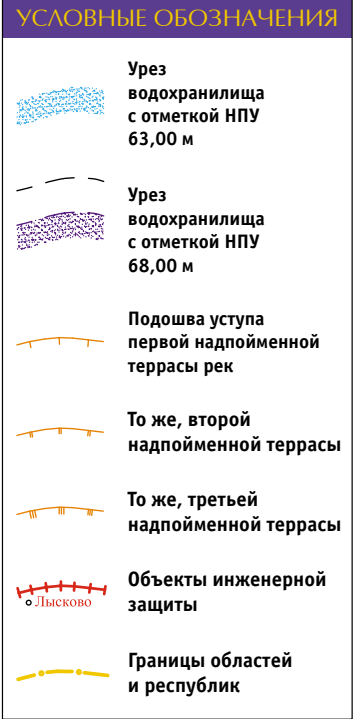 УСЛОВНЫЕ ОБОЗНАЧЕНИЯ
Урез
водохранилища
с отметкой НПУ
63,00 м
Урез
водохранилища
с отметкой НПУ
68,00 м
Подошва уступа
первой надпойменной
террасы рек
То же, второй
надпойменной террасы
То же, третьей
надпойменной террасы
Объекты инженерной
защиты
Лысково
Границы областей
и республик